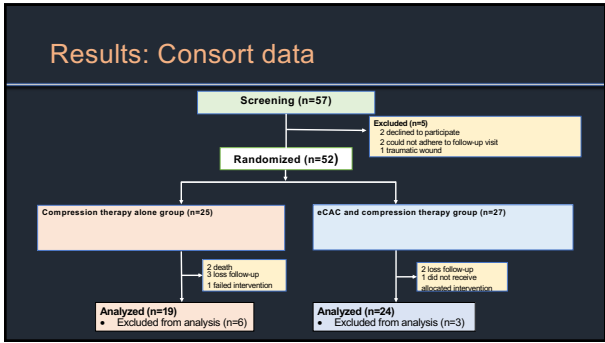 Results: Consort data
Screening (n=57)
Excluded (n=5)
2 declined to participate
2 could not adhere to follow-up visit
1 traumatic wound
Randomized (n=52)
Compression therapy alone group (n=25)
eCAC and compression therapy group (n=27)
2 death
3 loss follow-up
1 failed intervention
2 loss follow-up
1 did not receive
allocated intervention
Analyzed (n=19)
• Excluded from analysis (n=6)
Analyzed (n=24)
• Excluded from analysis (n=3)